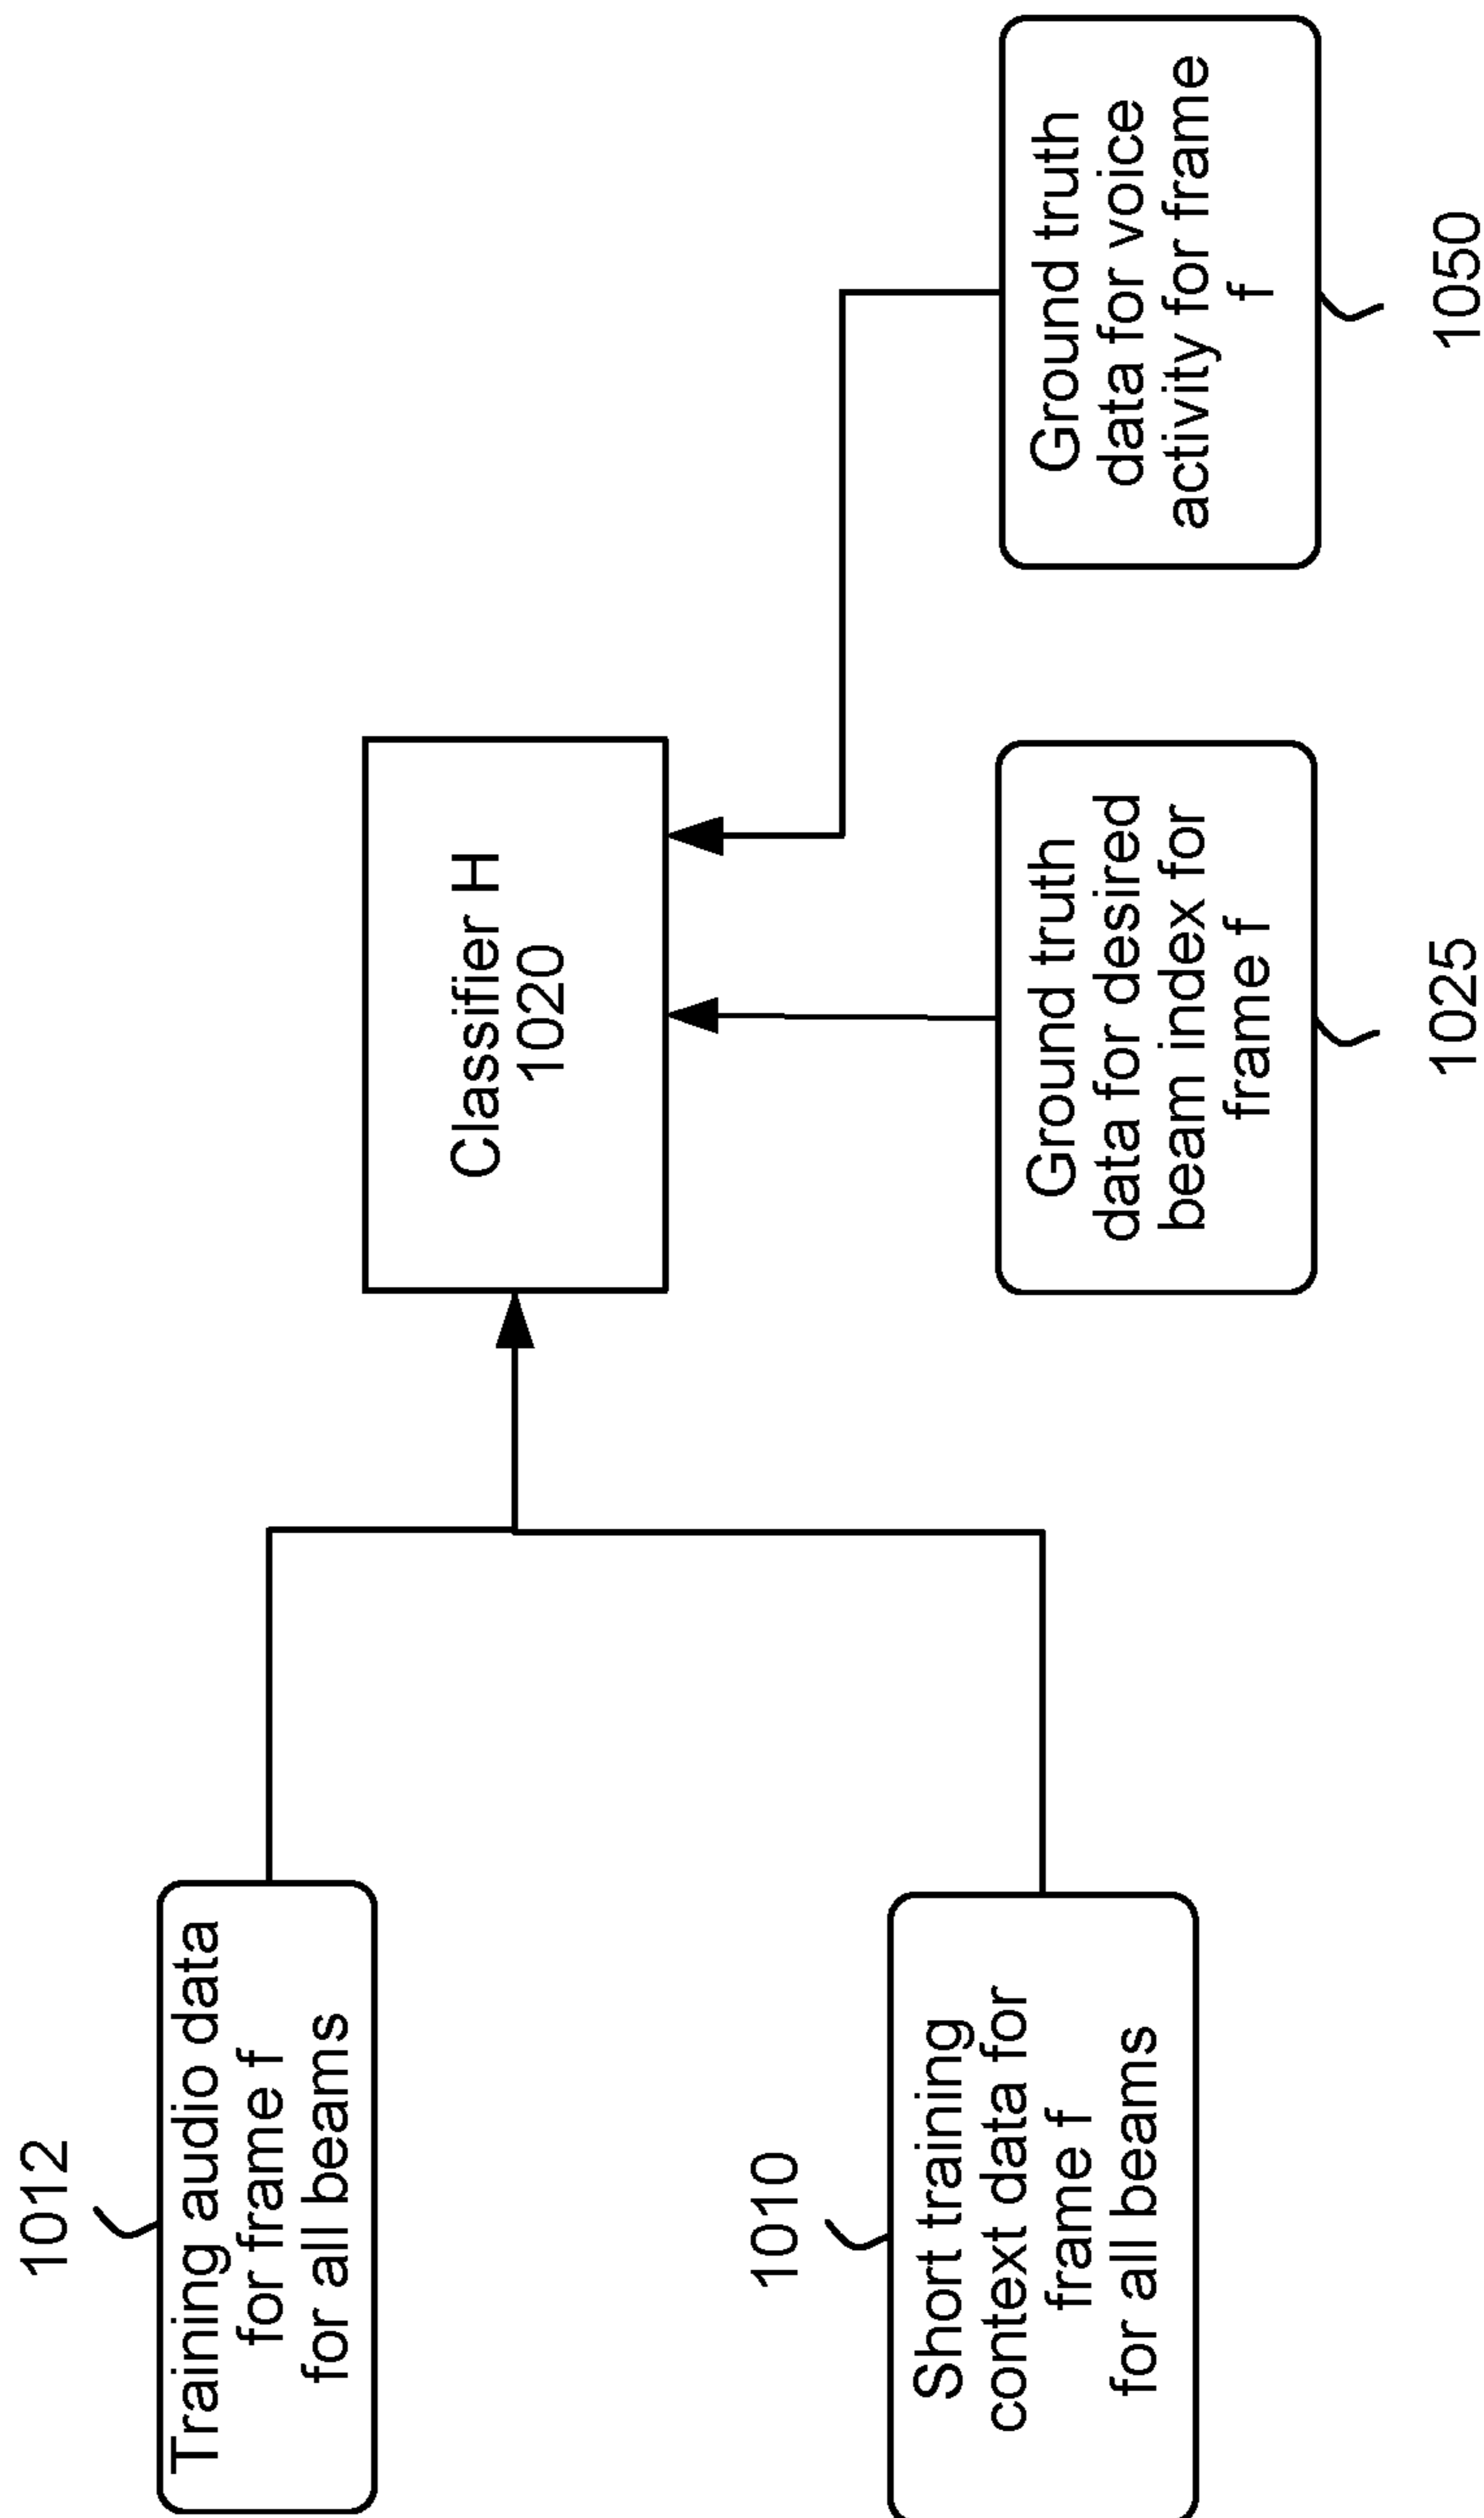 1012
Training audio data
for frame f
for all beams
1010
Short training
context data for
frame f
for all beams
Classifier H
1020
Ground truth
data for desired
beam index for
frame f
1025
Ground truth
data for voice
activity for frame
f
1050